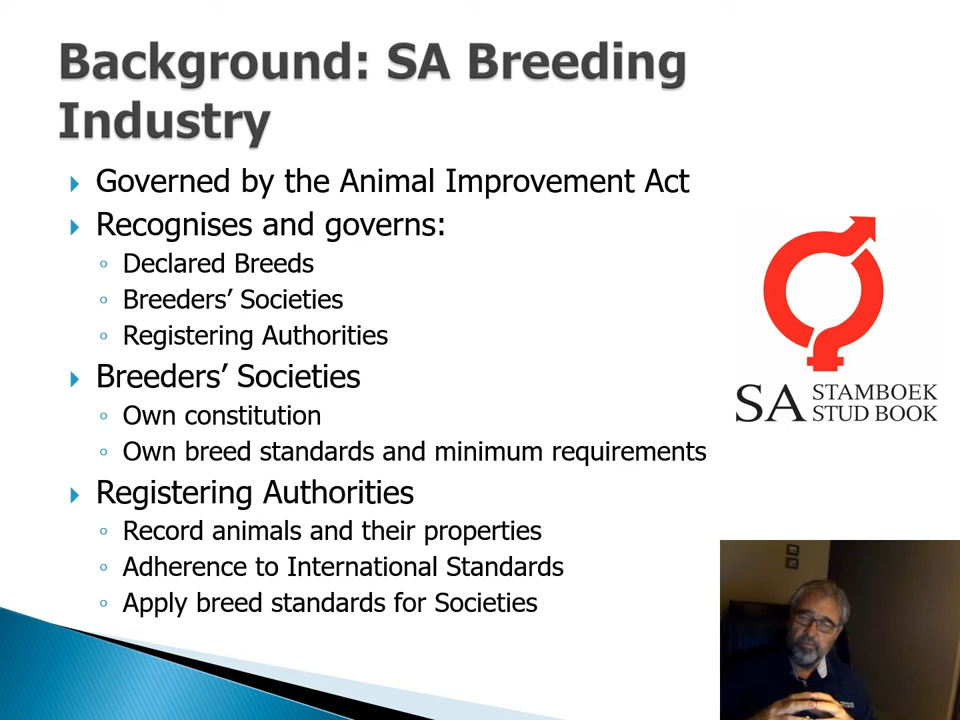 Background: SA Breeding
Industry
Governed by the Animal Improvement Act
Recognises and governs:
Declared Breeds
Breeders’ Societies
Registering Authorities
Breeders’ Societies
Own constitution
Own breed standards and minimum requirements
Registering Authorities
Record animals and their properties
Adherence to International Standards
Apply breed standards for Societies
SA STAMBOEK
STUD BOOK